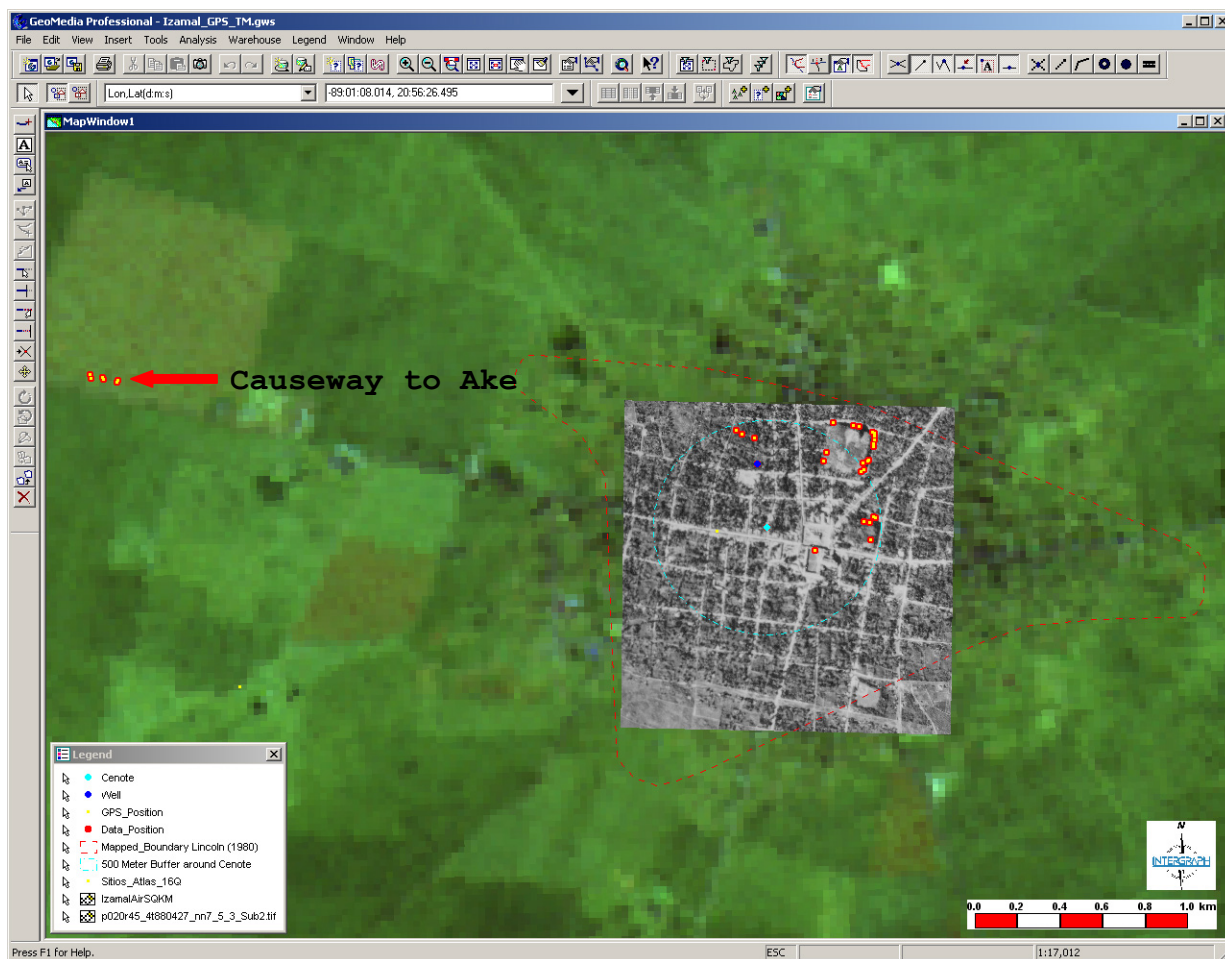 GeoMedia Professional - Izamal_GPS_TM.gws
File Edit View Insert Tools Analysis Warehouse Legend Window Help
Lon,Lat(d:m:s) -89:01:08.014, 20:56:26.495
MapWindow1
Causeway to Ake
Legend
Cenote
Well
GPS_Position
Data_Position
Mapped_Boundary Lincoln (1980)
500 Meter Buffer around Cenote
Sitios_Atlas_16Q
IzamalAirSQKM
p020r45_4t880427_nn7_5_3_Sub2.tif
N
INTERGRAPH
0.0 0.2 0.4 0.6 0.8 1.0 km
Press F1 for Help. ESC 1:17,012